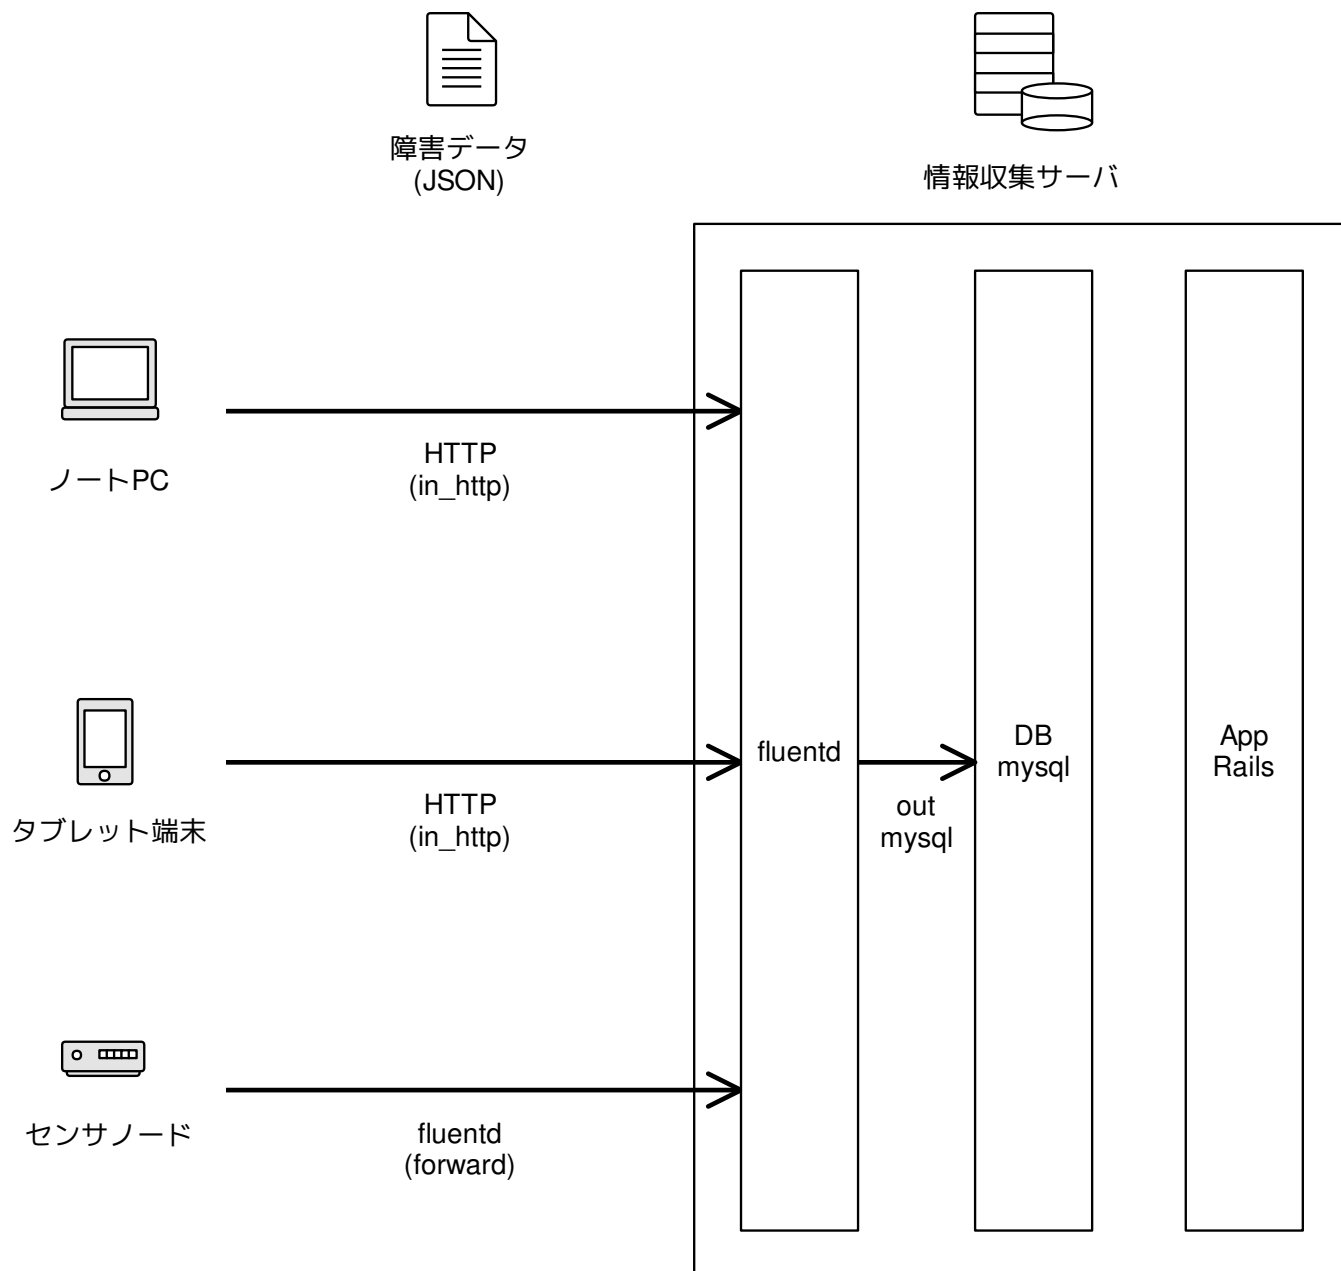 障害データ
(JSON)
情報収集サーバ
ノートPC
HTTP
(in_http)
タブレット端末
HTTP
(in_http)
fluentd
out
mysql
DB
mysql
App
Rails
センサノード
fluentd
(forward)